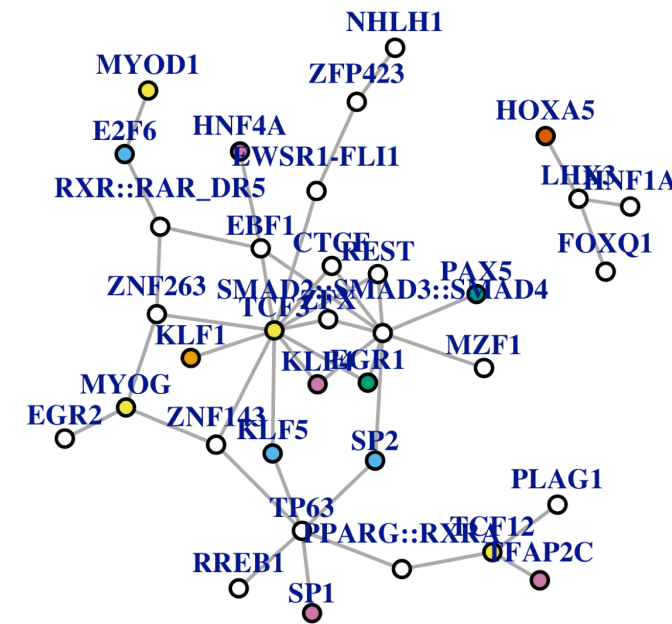 NHLH1
MYOD1
ZFP423
HOXA5
E2F6
HNF4A
EWSR1-FLI1
LHX3
HNF1A
RXR::RAR_DR5
EBF1
CTCF
REST
FOXQ1
ZNF263
SMAD2::SMAD3::SMAD4
PAX5
TCF3
ZFX
KLF1
KLF4
EGR1
MZF1
MYOG
EGR2
ZNF143
KLF5
SP2
PLAG1
TP63
PPARG::RXRA
TCF12
TFAP2C
RREB1
SP1